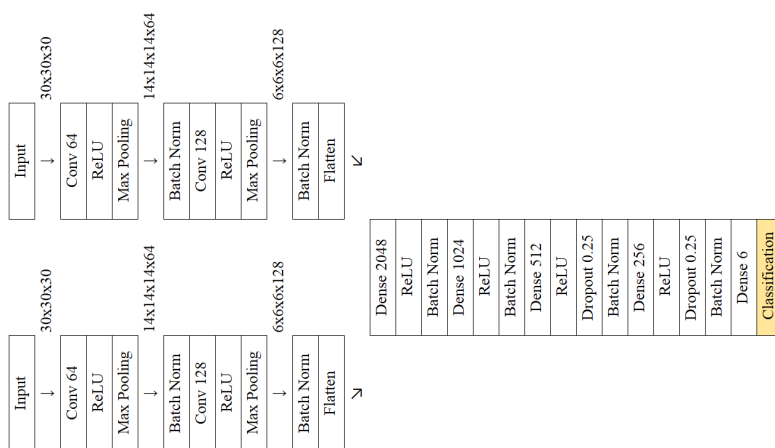 Input
→
30x30x30
Conv 64
ReLU
Max Pooling
→
14x14x14x64
Batch Norm
Conv 128
ReLU
Max Pooling
→
6x6x6x128
Batch Norm
Flatten
Input
→
30x30x30
Conv 64
ReLU
Max Pooling
→
14x14x14x64
Batch Norm
Conv 128
ReLU
Max Pooling
→
6x6x6x128
Batch Norm
Flatten
Dense 2048
ReLU
Batch Norm
Dense 1024
ReLU
Batch Norm
Dense 512
ReLU
Dropout 0.25
Batch Norm
Dense 256
ReLU
Dropout 0.25
Batch Norm
Dense 6
Classification